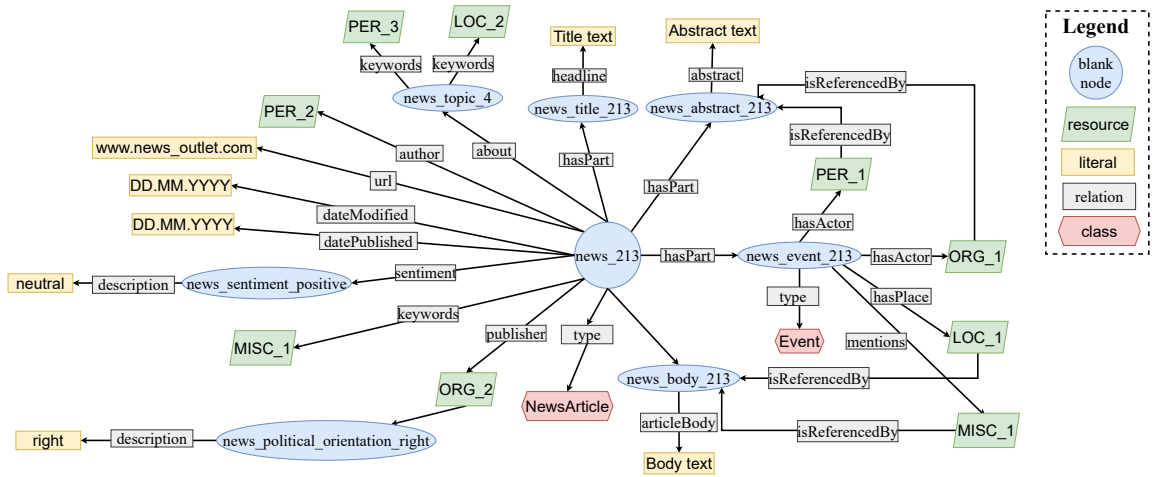 PER_3
LOC_2
Title text
Abstract text
Legend
keywords
keywords
headline
abstract
isReferencedBy
blank
node
news_topic_4
news_title_213
news_abstract_213
PER_2
resource
isReferencedBy
www.news_outlet.com
author
about
hasPart
literal
url
hasPart
PER_1
DD.MM.YYYY
relation
dateModified
hasActor
DD.MM.YYYY
datePublished
class
news_213
hasPart
news_event_213
hasActor
ORG_1
neutral
description
news_sentiment_positive
sentiment
type
hasPlace
keywords
publisher
type
Event
mentions
LOC_1
MISC_1
ORG_2
news_body_213
isReferencedBy
NewsArticle
articleBody
right
description
news_political_orientation_right
isReferencedBy
MISC_1
Body text